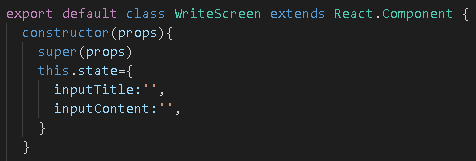 export default class WriteScreen extends React.Component {
  constructor(props){
    super(props)
    this.state={
      inputTitle:'',
      inputContent:'',
    }
  }